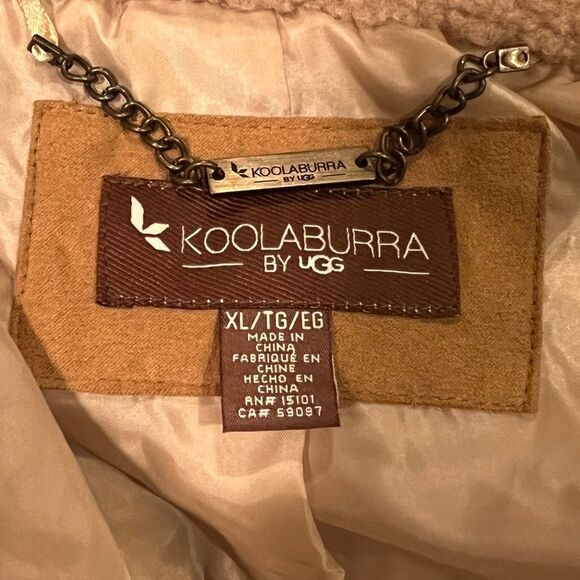 KOOLABURRA
BY UGG
KOOLABURRA
BY UGG
XL/TG/EG
MADE IN
CHINA
FABRIQUÉ EN
CHINE
HECHO EN
CHINA
RN# 15101
CA# 59097